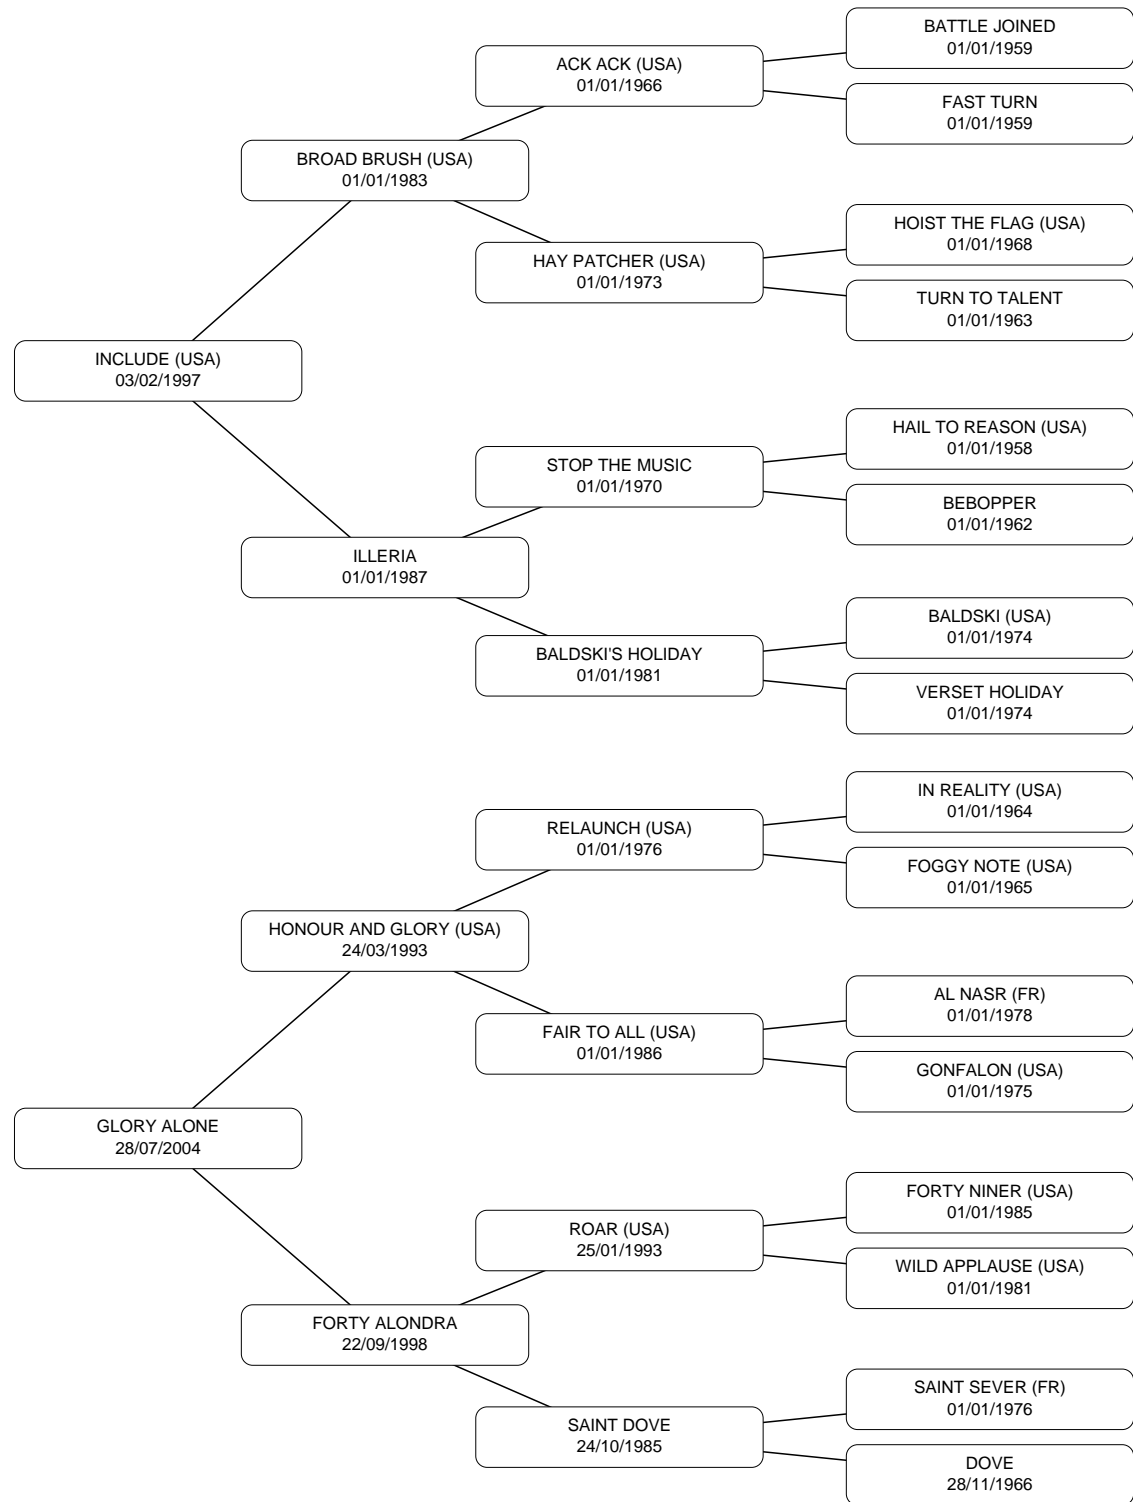 BATTLE JOINED
01/01/1959
ACK ACK (USA)
01/01/1966
FAST TURN
01/01/1959
BROAD BRUSH (USA)
01/01/1983
HOIST THE FLAG (USA)
01/01/1968
HAY PATCHER (USA)
01/01/1973
TURN TO TALENT
01/01/1963
INCLUDE (USA)
03/02/1997
HAIL TO REASON (USA)
01/01/1958
STOP THE MUSIC
01/01/1970
BEBOPPER
01/01/1962
ILLERIA
01/01/1987
BALDSKI (USA)
01/01/1974
BALDSKI'S HOLIDAY
01/01/1981
VERSET HOLIDAY
01/01/1974
IN REALITY (USA)
01/01/1964
RELAUNCH (USA)
01/01/1976
FOGGY NOTE (USA)
01/01/1965
HONOUR AND GLORY (USA)
24/03/1993
AL NASR (FR)
01/01/1978
FAIR TO ALL (USA)
01/01/1986
GONFALON (USA)
01/01/1975
GLORY ALONE
28/07/2004
FORTY NINER (USA)
01/01/1985
ROAR (USA)
25/01/1993
WILD APPLAUSE (USA)
01/01/1981
FORTY ALONDRA
22/09/1998
SAINT SEVER (FR)
01/01/1976
SAINT DOVE
24/10/1985
DOVE
28/11/1966